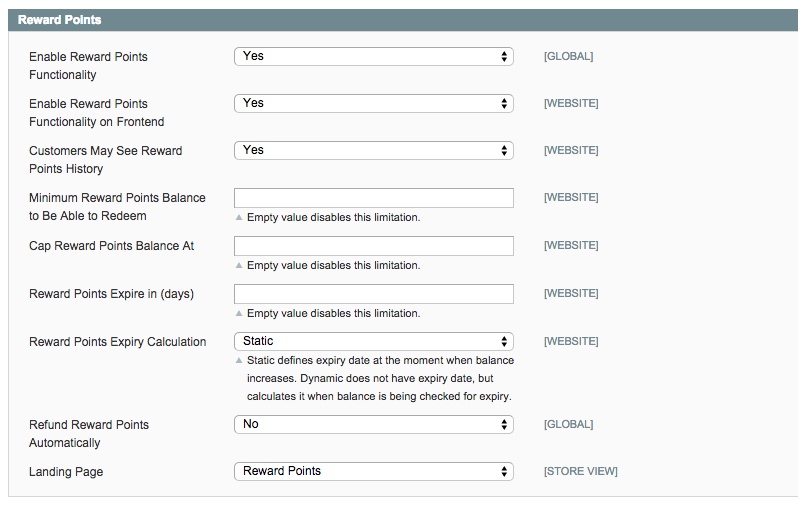 Reward Points
Enable Reward Points
Functionality
Yes
[GLOBAL]
Enable Reward Points
Functionality on Frontend
Yes
[WEBSITE]
Customers May See Reward
Points History
Yes
[WEBSITE]
Minimum Reward Points Balance
to Be Able to Redeem
[WEBSITE]
Empty value disables this limitation.
Cap Reward Points Balance At
[WEBSITE]
Empty value disables this limitation.
Reward Points Expire in (days)
[WEBSITE]
Empty value disables this limitation.
Reward Points Expiry Calculation
Static
[WEBSITE]
Static defines expiry date at the moment when balance
increases. Dynamic does not have expiry date, but
calculates it when balance is being checked for expiry.
Refund Reward Points
Automatically
No
[GLOBAL]
Landing Page
Reward Points
[STORE VIEW]